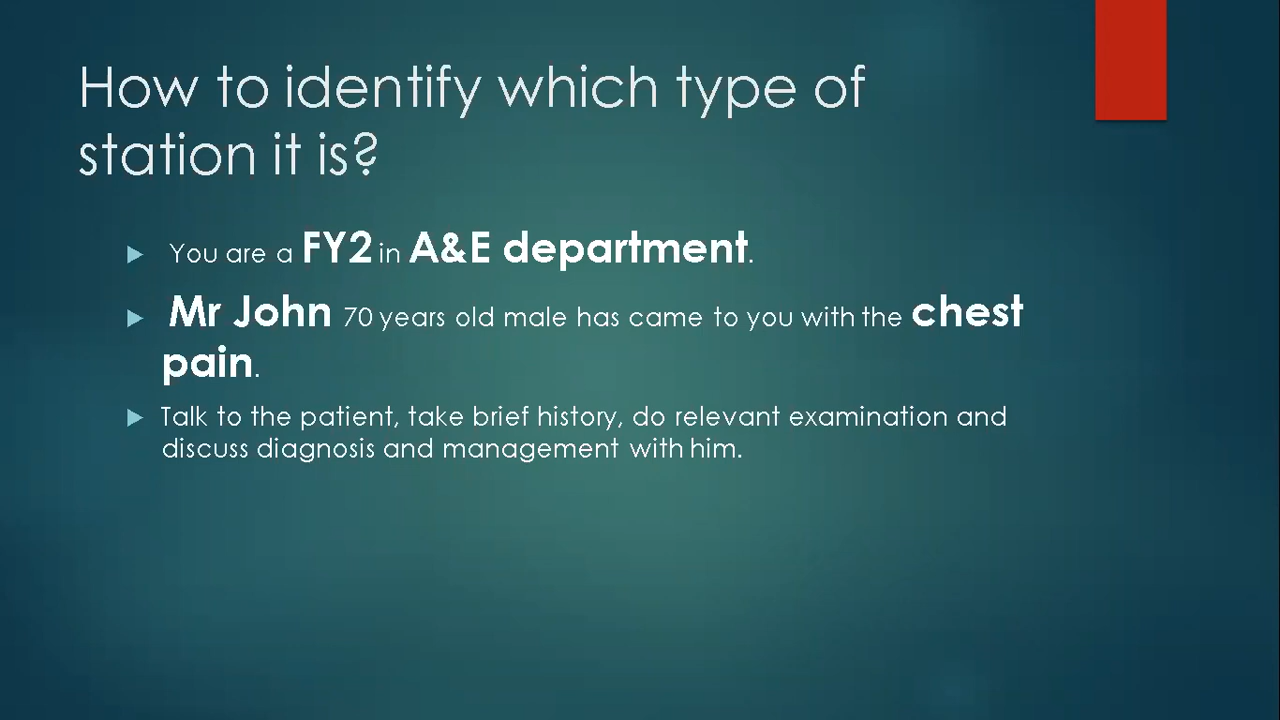 How to identify which type of
station it is?
You are a FY2 in A&E department.
Mr John 70 years old male has came to you with the chest
pain.
Talk to the patient, take brief history, do relevant examination and
discuss diagnosis and management with him.